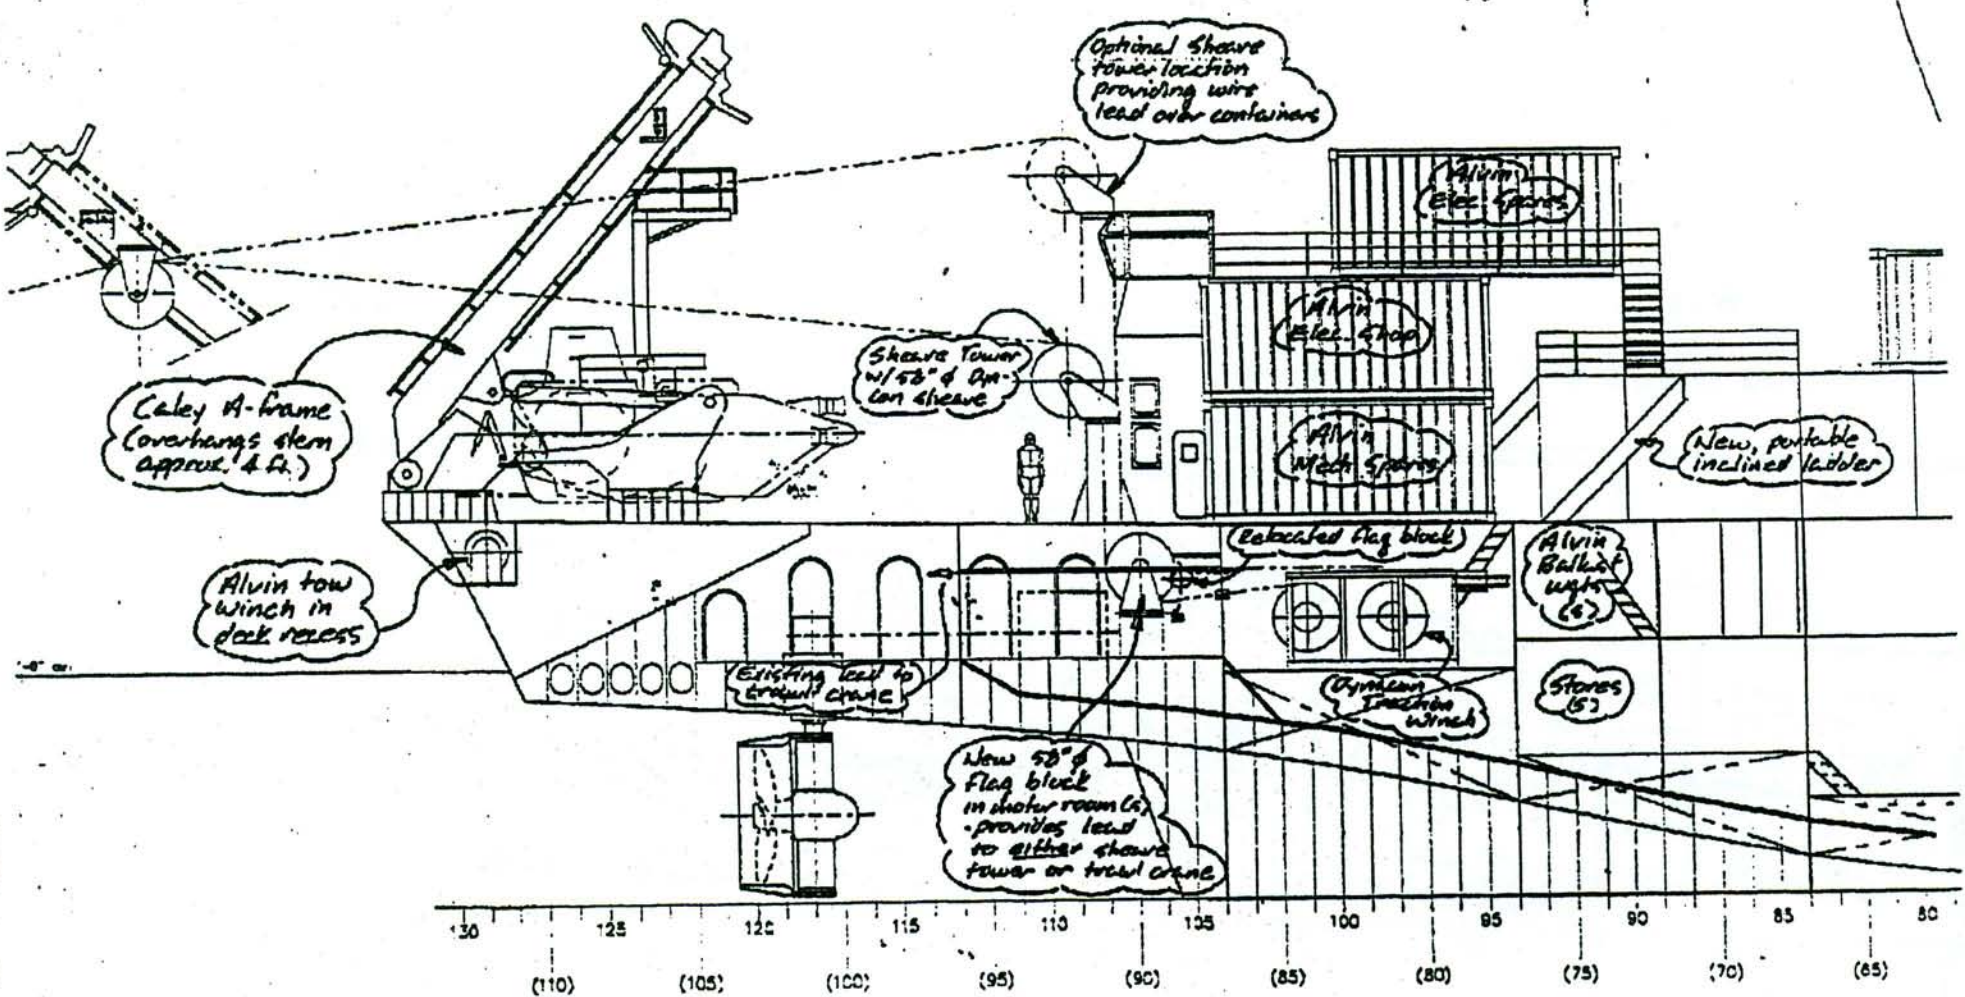 Optional Sheave
tower location
providing wire
lead over containers
Alvin
Elec Spares
Alvin
Elec. Shop
Sheave Tower
w/ 58" ϕ Dyn-
con sheave
Caley A-frame
(overhangs stern
approx. 4 ft.)
Alvin
Mech Spares
New, portable
inclined ladder
Relocated flag block
Alvin
Ballast
wgts
Alvin tow
winch in
deck recess
Existing lead to
trawl crane
Dynacon
Traction
Winch
Stores
(5)
New 58" ϕ
flag block
in motor room(s)
- provides lead
to either sheave
tower or trawl crane
130 125 120 115 110 105 100 95 90 85 80
(110) (105) (100) (95) (90) (85) (80) (75) (70) (65)